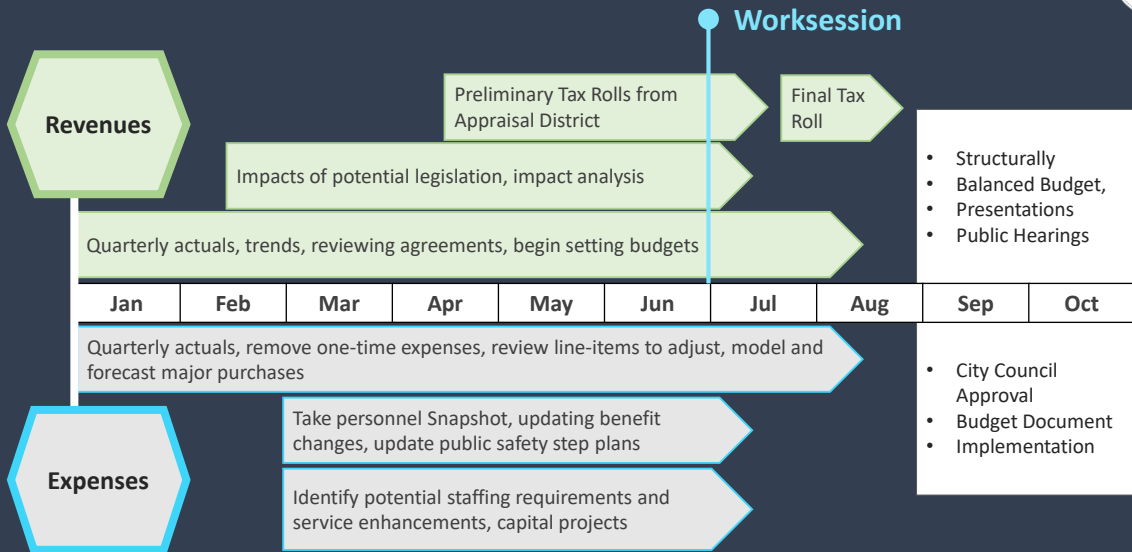 Worksession
Revenues
Preliminary Tax Rolls from
Appraisal District
Final Tax
Roll
Impacts of potential legislation, impact analysis
Quarterly actuals, trends, reviewing agreements, begin setting budgets
• Structurally
• Balanced Budget,
• Presentations
• Public Hearings
Jan Feb Mar Apr May Jun Jul Aug Sep Oct
Quarterly actuals, remove one-time expenses, review line-items to adjust, model and
forecast major purchases
Take personnel Snapshot, updating benefit
changes, update public safety step plans
Expenses
Identify potential staffing requirements and
service enhancements, capital projects
• City Council
Approval
• Budget Document
• Implementation